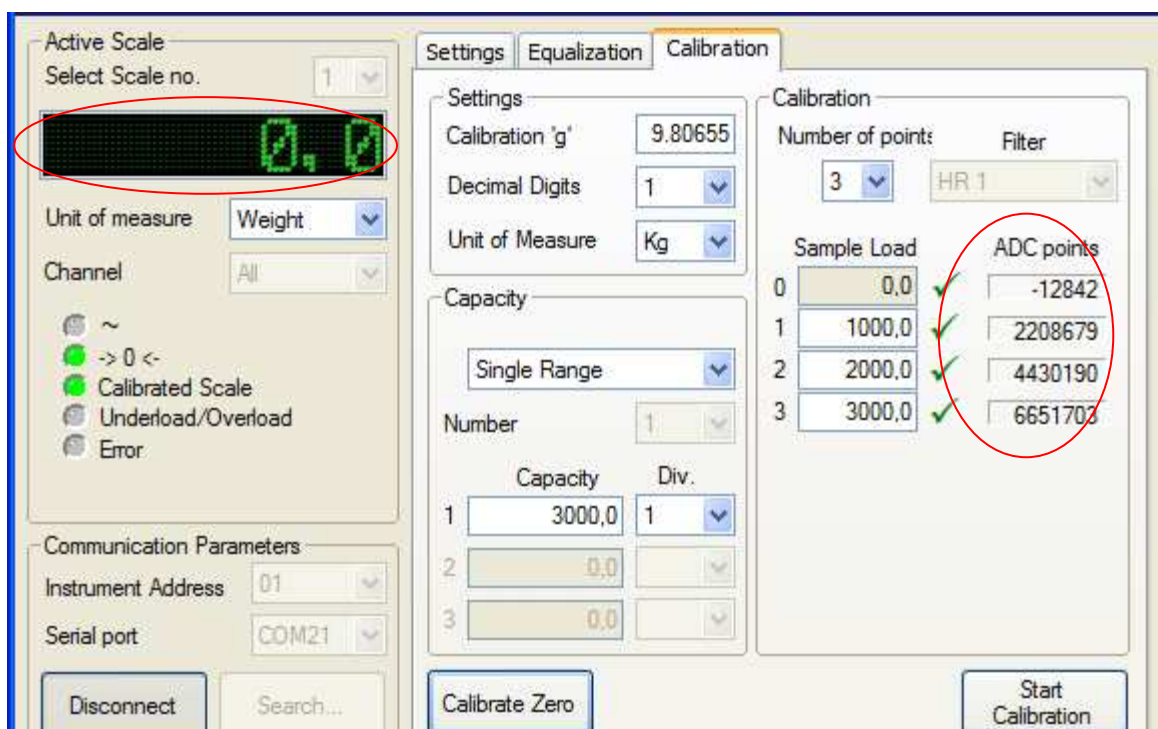 Active Scale
Select Scale no. 1
0, 0
Unit of measure Weight
Channel All
~
-> 0 <-
Calibrated Scale
Underload/Overload
Error
Communication Parameters
Instrument Address 01
Serial port COM21
Disconnect Search...
Settings Equalization Calibration
Settings
Calibration 'g' 9.80655
Decimal Digits 1
Unit of Measure Kg
Capacity
Single Range
Number 1
Capacity Div.
1 3000,0 1
2 0,0
3 0,0
Calibrate Zero
Calibration
Number of points Filter
3 HR 1
Sample Load ADC points
0 0,0 -12842
1 1000,0 2208679
2 2000,0 4430190
3 3000,0 6651703
Start
Calibration